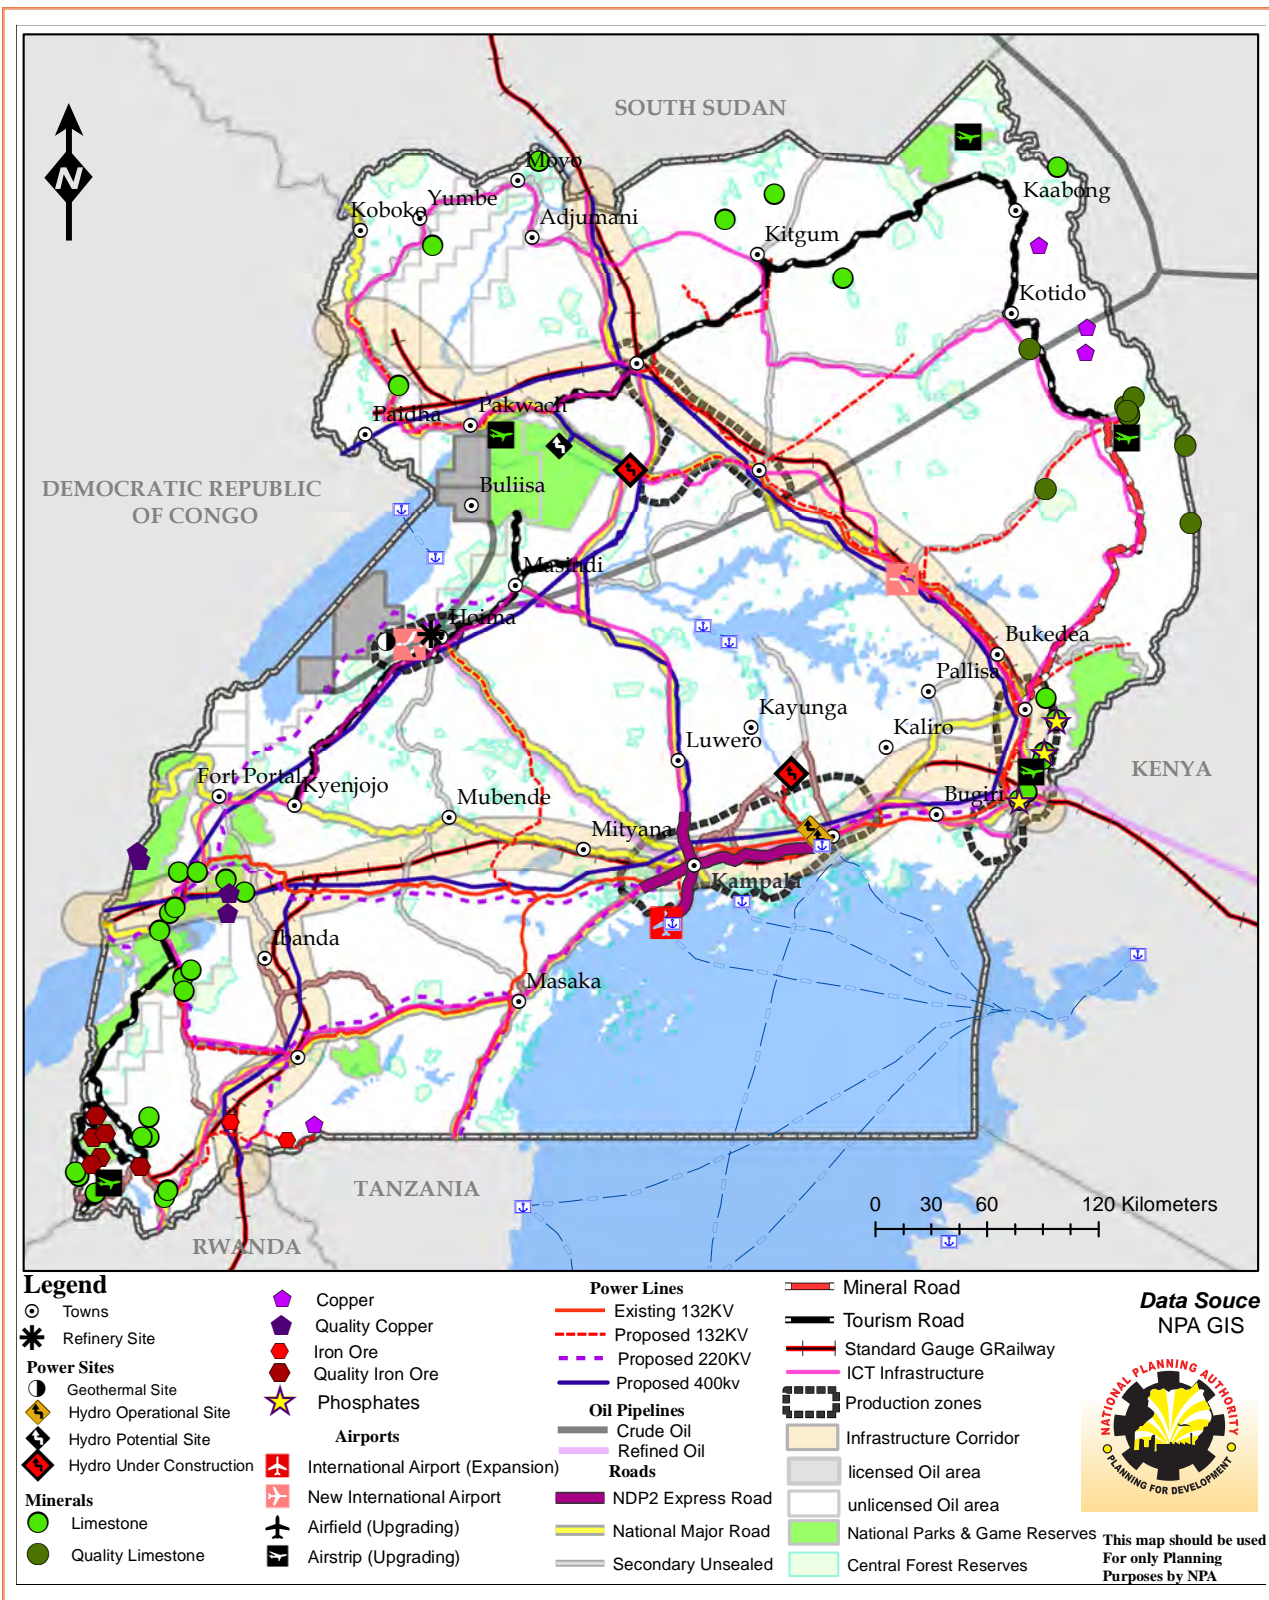 SOUTH SUDAN
N
Moyo
Yumbe
Koboko
Adjumani
Kaabong
Kitgum
Kotido
Pakwach
Paidha
DEMOCRATIC REPUBLIC
OF CONGO
Buliisa
Masindi
Hoima
Bukedea
Pallisa
Kayunga
Kaliro
Luwero
KENYA
Fort Portal
Kyenjojo
Mubende
Bugiri
Mityana
Kampala
Ibanda
Masaka
TANZANIA
RWANDA
0 30 60 120 Kilometers
Legend
Towns
Refinery Site
Power Sites
Geothermal Site
Hydro Operational Site
Hydro Potential Site
Hydro Under Construction
Minerals
Limestone
Quality Limestone
Copper
Quality Copper
Iron Ore
Quality Iron Ore
Phosphates
Airports
International Airport (Expansion)
New International Airport
Airfield (Upgrading)
Airstrip (Upgrading)
Power Lines
Existing 132KV
Proposed 132KV
Proposed 220KV
Proposed 400kv
Oil Pipelines
Crude Oil
Refined Oil
Roads
NDP2 Express Road
National Major Road
Secondary Unsealed
Mineral Road
Tourism Road
Standard Gauge GRailway
ICT Infrastructure
Production zones
Infrastructure Corridor
licensed Oil area
unlicensed Oil area
National Parks & Game Reserves
Central Forest Reserves
Data Souce
NPA GIS
NATIONAL PLANNING AUTHORITY
PLANNING FOR DEVELOPMENT
This map should be used
For only Planning
Purposes by NPA